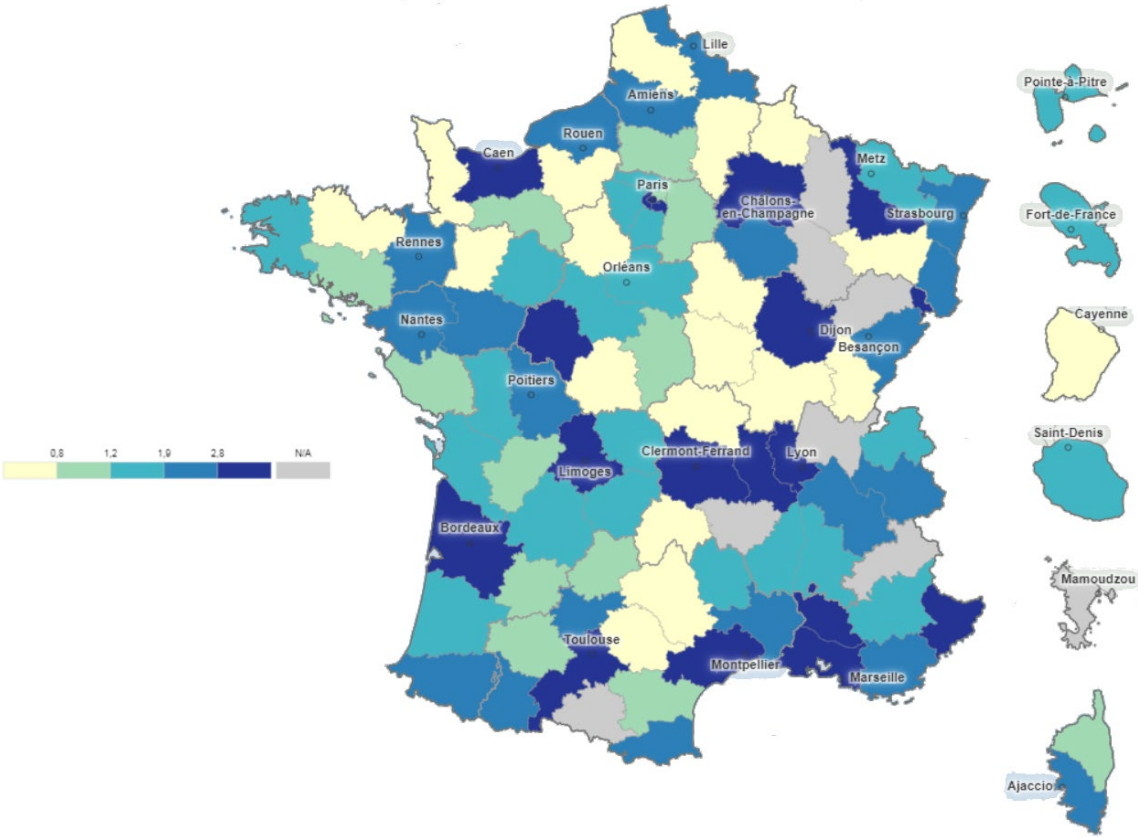 Lille
Pointe-à-Pitre
Amiens
Rouen
Caen
Metz
Paris
Châlons-
en-Champagne
Strasbourg
Fort-de-France
Rennes
Orléans
Cayenne
Nantes
Dijon
Besançon
Poitiers
Saint-Denis
0,8 1,2 1,9 2,8 N/A
Clermont-Ferrand
Lyon
Limoges
Bordeaux
Mamoudzou
Toulouse
Montpellier
Marseille
Ajaccio